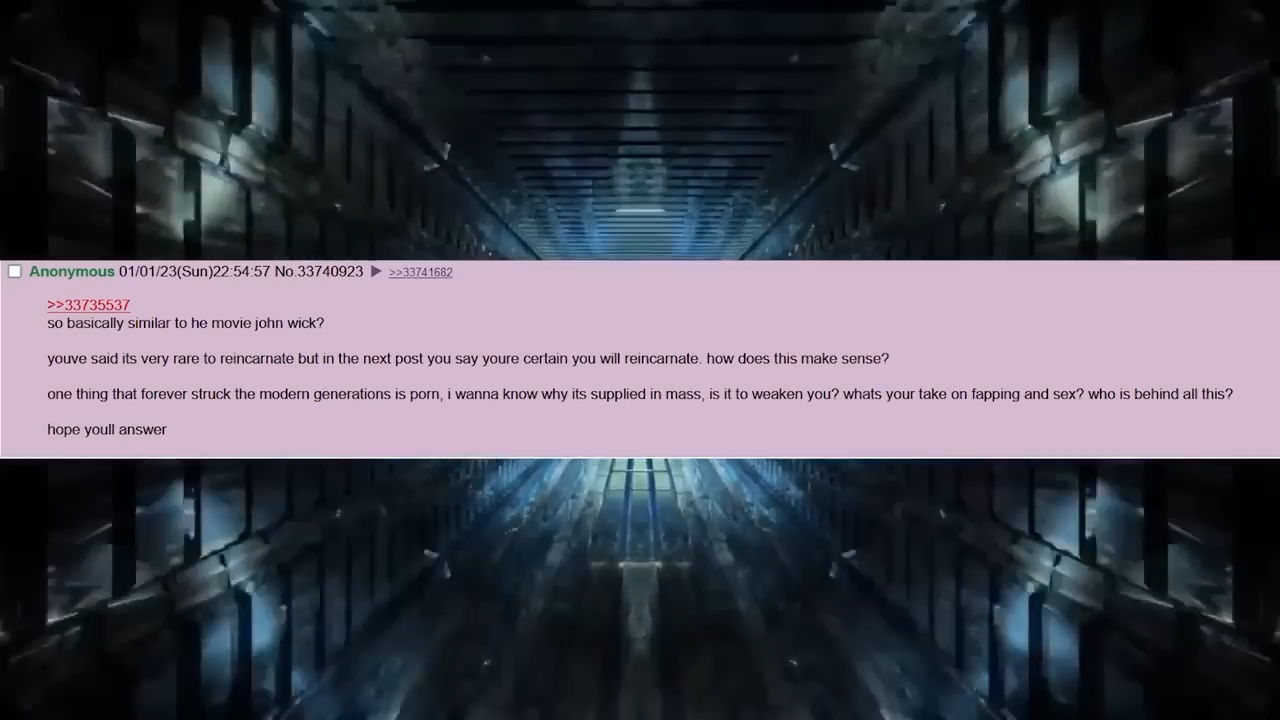 Anonymous 01/01/23(Sun)22:54:57 No.33740923 ▶ >>33741682
>>33735537
so basically similar to he movie john wick?
youve said its very rare to reincarnate but in the next post you say youre certain you will reincarnate. how does this make sense?
one thing that forever struck the modern generations is porn, i wanna know why its supplied in mass, is it to weaken you? whats your take on fapping and sex? who is behind all this?
hope youll answer